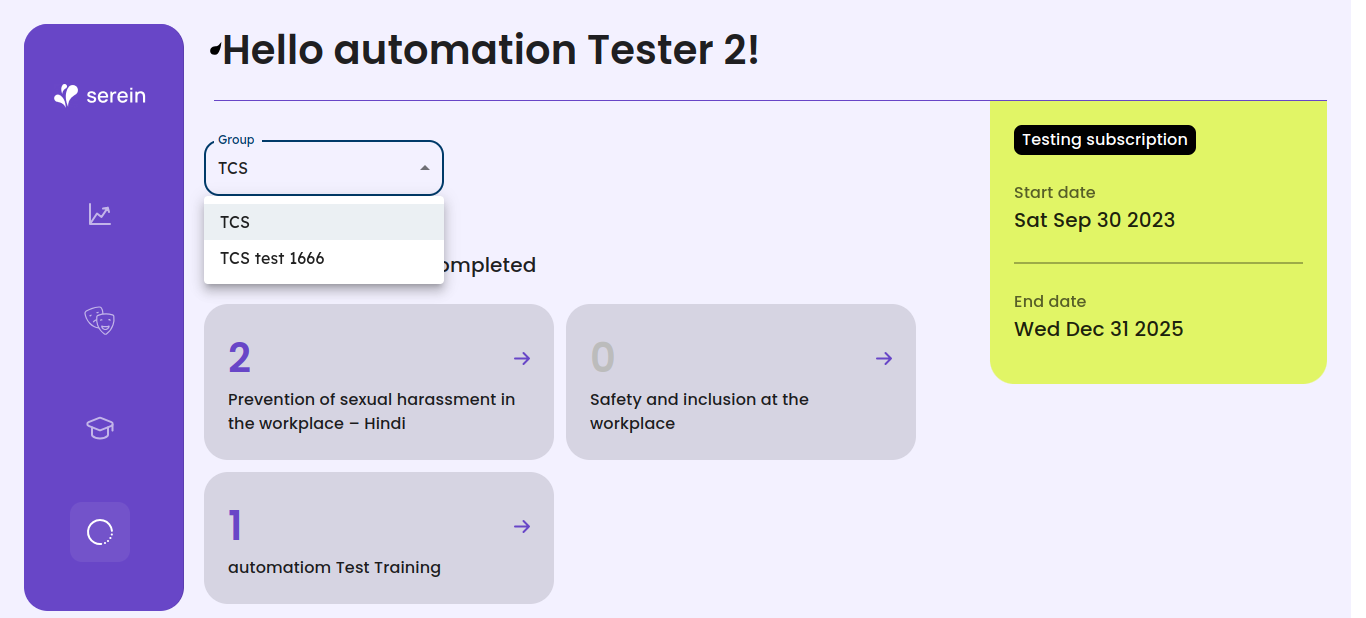 serein
Hello automation Tester 2!
Group
TCS
TCS
TCS test 1666
Testing subscription
Start date
Sat Sep 30 2023
End date
Wed Dec 31 2025
2
Prevention of sexual harassment in
the workplace – Hindi
0
Safety and inclusion at the
workplace
1
automatiom Test Training